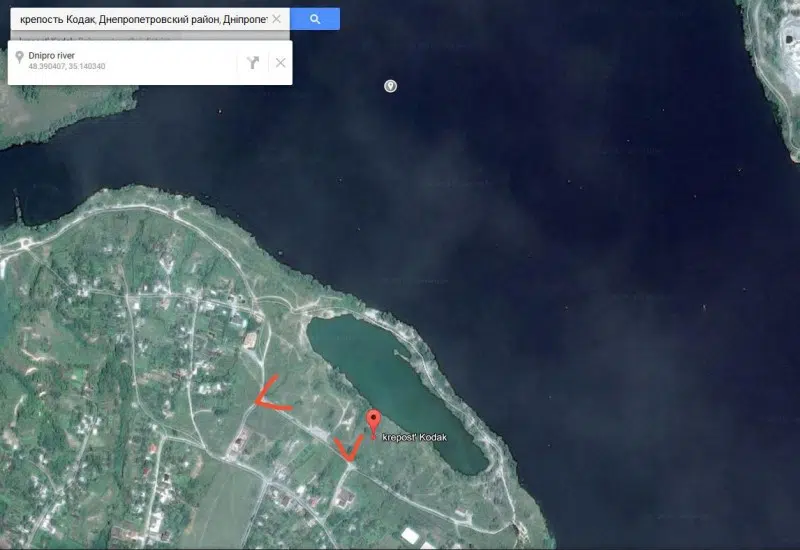 крепость Кодак, Днепропетровский район, Дніпропет
Dnipro river
48.390407, 35.140340
krepost' Kodak